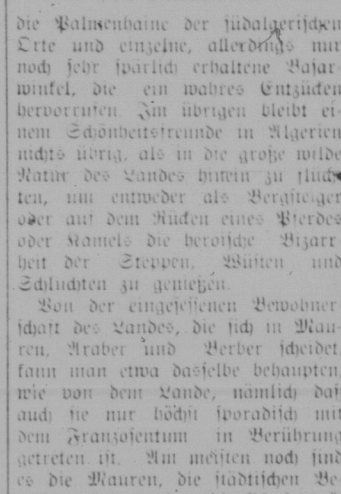 die Palmenhaine der südalgerischen
Orte und einzelne, allerdings nur
noch sehr spärlich erhaltene Basar-
winkel, die ein wahres Entzücken
hervorrufen. Im übrigen bleibt ei-
nem Schönheitsfreunde in Algerien
nichts übrig, als in die große wilde
Natur des Landes hinein zu flüch-
ten, um entweder als Bergsteiger
oder auf dem Rücken eines Pferdes
oder Kamels die heroische Bizarr-
heit der Steppen, Wüsten und
Schluchten zu genießen.
Von der eingesessenen Bewohner-
schaft des Landes, die sich in Mau-
ren, Araber und Berber scheidet,
kann man etwa dasselbe behaupten,
wie von dem Lande, nämlich daß
auch sie nur höchst sporadisch mit
dem Franzosentum in Berührung
getreten ist. Am meisten noch sind
es die Mauren, die städtischen Be-